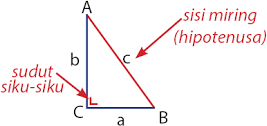 A
sisi miring
(hipotenusa)
b
c
sudut
siku-siku
C
a
B